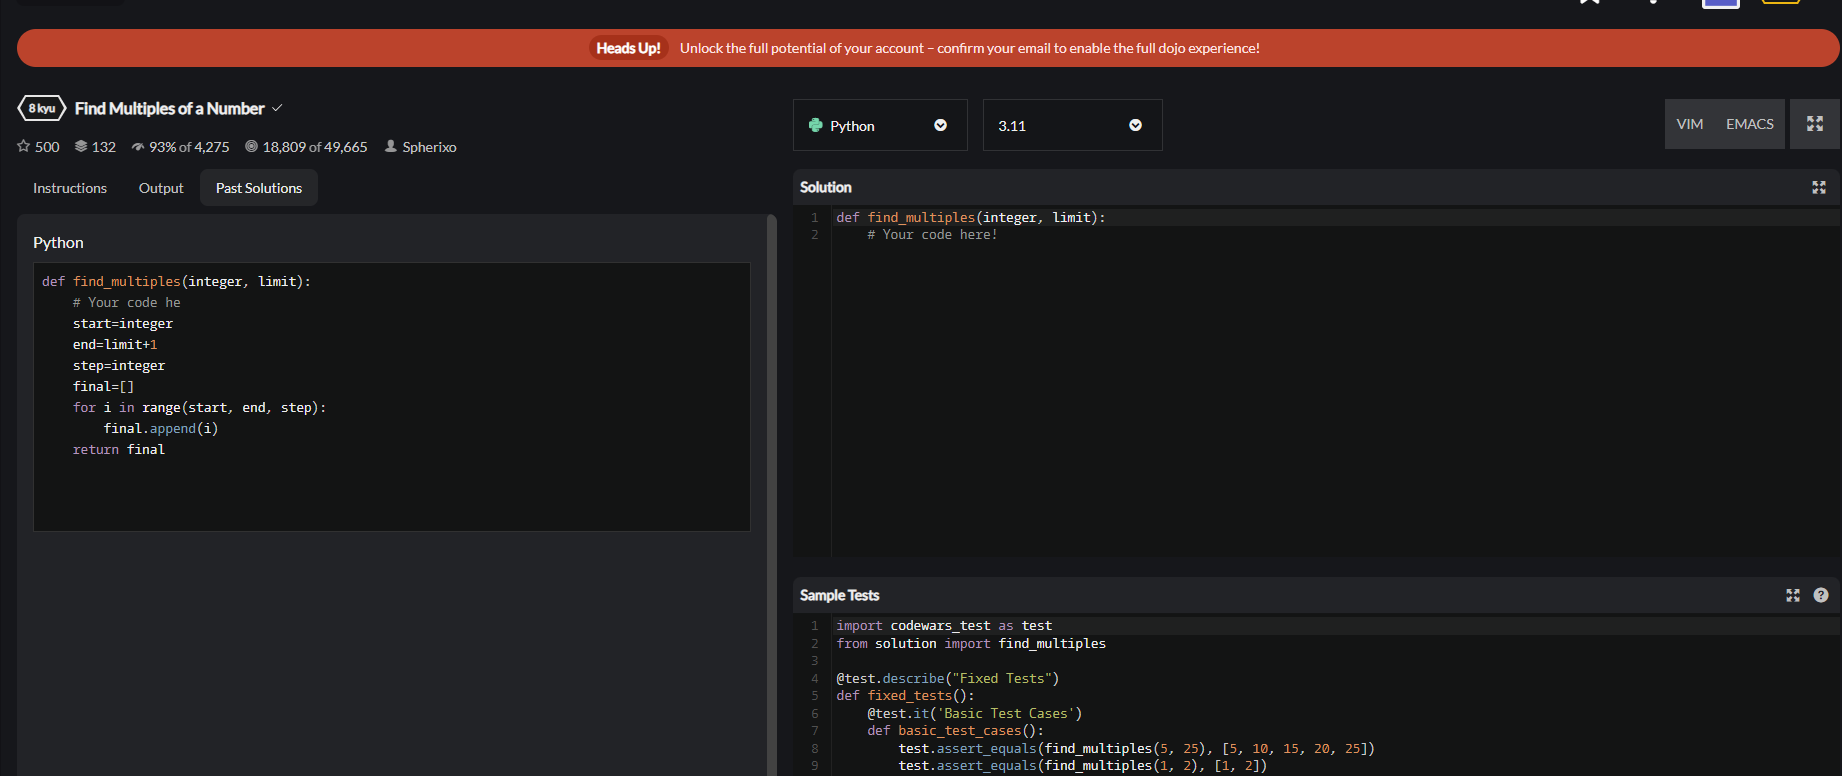 Heads Up! Unlock the full potential of your account – confirm your email to enable the full dojo experience!
8 kyu Find Multiples of a Number
500 132 93% of 4,275 18,809 of 49,665 Spherixo
Instructions Output Past Solutions
Python
def find_multiples(integer, limit):
    # Your code he
    start=integer
    end=limit+1
    step=integer
    final=[]
    for i in range(start, end, step):
        final.append(i)
    return final
Python 3.11 VIM EMACS
Solution
1 def find_multiples(integer, limit):
2     # Your code here!
Sample Tests
1 import codewars_test as test
2 from solution import find_multiples
3
4 @test.describe("Fixed Tests")
5 def fixed_tests():
6     @test.it('Basic Test Cases')
7     def basic_test_cases():
8         test.assert_equals(find_multiples(5, 25), [5, 10, 15, 20, 25])
9         test.assert_equals(find_multiples(1, 2), [1, 2])